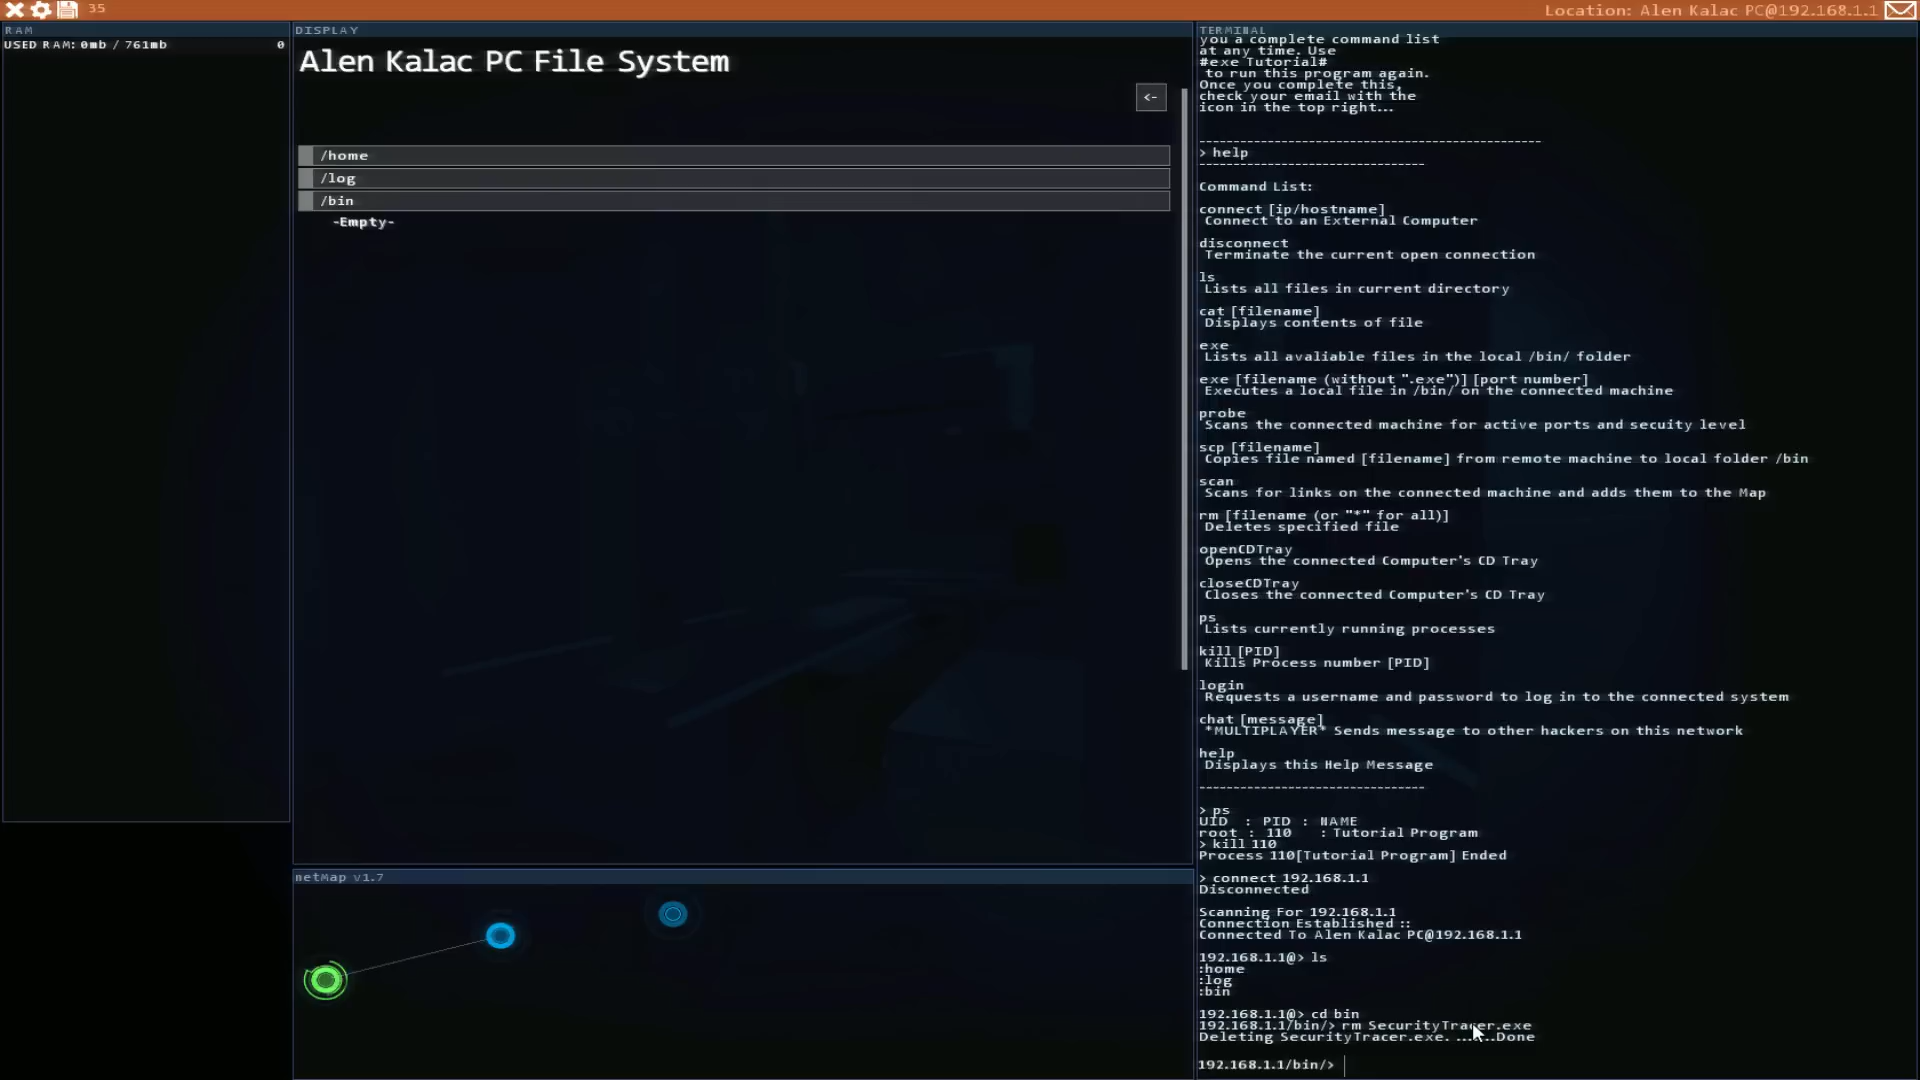 35
Location: Alen Kalac PC@192.168.1.1
RAM
USED RAM: 0mb / 761mb 0
DISPLAY
Alen Kalac PC File System
<-
/home
/log
/bin
-Empty-
netMap v1.7
TERMINAL
you a complete command list
at any time. Use
#exe Tutorial#
to run this program again.
Once you complete this,
check your email with the
icon in the top right...
--------------------------------------------------
> help
---------------------------------
Command List:
connect [ip/hostname]
Connect to an External Computer
disconnect
Terminate the current open connection
ls
Lists all files in current directory
cat [filename]
Displays contents of file
exe
Lists all avaliable files in the local /bin/ folder
exe [filename (without ".exe")] [port number]
Executes a local file in /bin/ on the connected machine
probe
Scans the connected machine for active ports and secuity level
scp [filename]
Copies file named [filename] from remote machine to local folder /bin
scan
Scans for links on the connected machine and adds them to the Map
rm [filename (or "*" for all)]
Deletes specified file
openCDTray
Opens the connected Computer's CD Tray
closeCDTray
Closes the connected Computer's CD Tray
ps
Lists currently running processes
kill [PID]
Kills Process number [PID]
login
Requests a username and password to log in to the connected system
chat [message]
*MULTIPLAYER* Sends message to other hackers on this network
help
Displays this Help Message
---------------------------------
> ps
UID : PID : NAME
root : 110 : Tutorial Program
> kill 110
Process 110[Tutorial Program] Ended
> connect 192.168.1.1
Disconnected
Scanning For 192.168.1.1
Connection Established ::
Connected To Alen Kalac PC@192.168.1.1
192.168.1.1@> ls
:home
:log
:bin
192.168.1.1@> cd bin
192.168.1.1/bin/> rm SecurityTracer.exe
Deleting SecurityTracer.exe. ......Done
192.168.1.1/bin/>